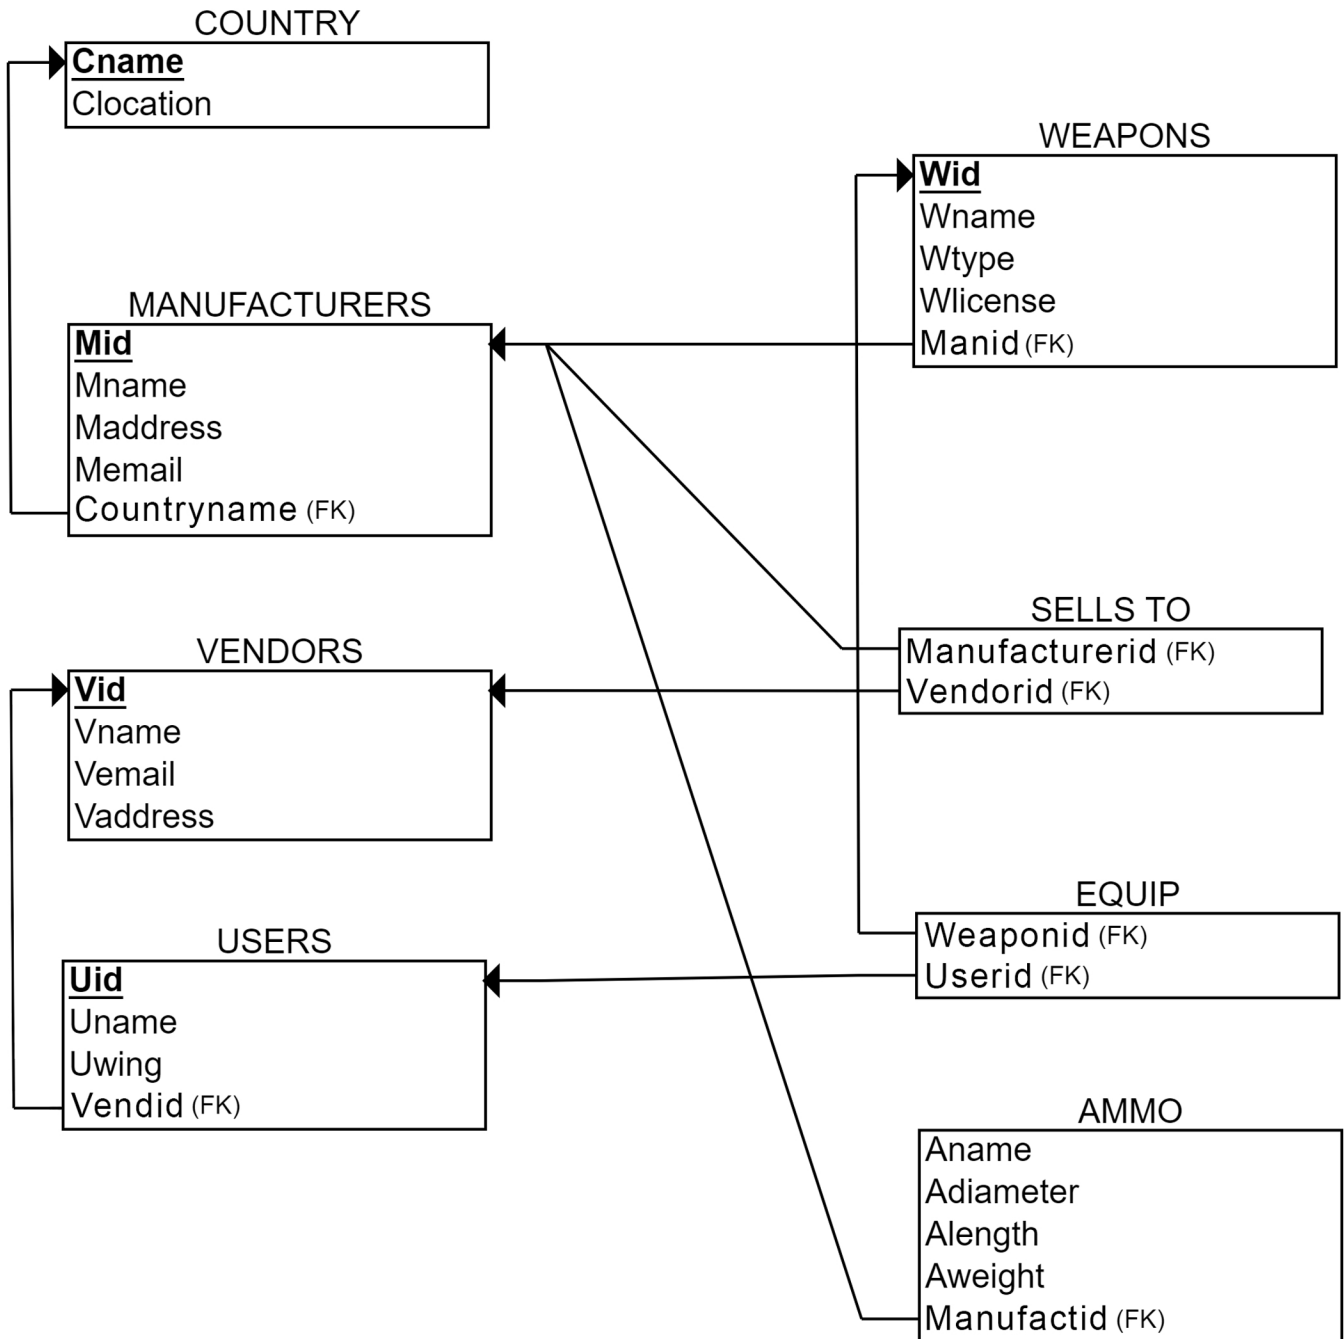 COUNTRY
Cname
Clocation
MANUFACTURERS
Mid
Mname
Maddress
Memail
Countryname (FK)
VENDORS
Vid
Vname
Vemail
Vaddress
USERS
Uid
Uname
Uwing
Vendid (FK)
WEAPONS
Wid
Wname
Wtype
Wlicense
Manid (FK)
SELLS TO
Manufacturerid (FK)
Vendorid (FK)
EQUIP
Weaponid (FK)
Userid (FK)
AMMO
Aname
Adiameter
Alength
Aweight
Manufactid (FK)